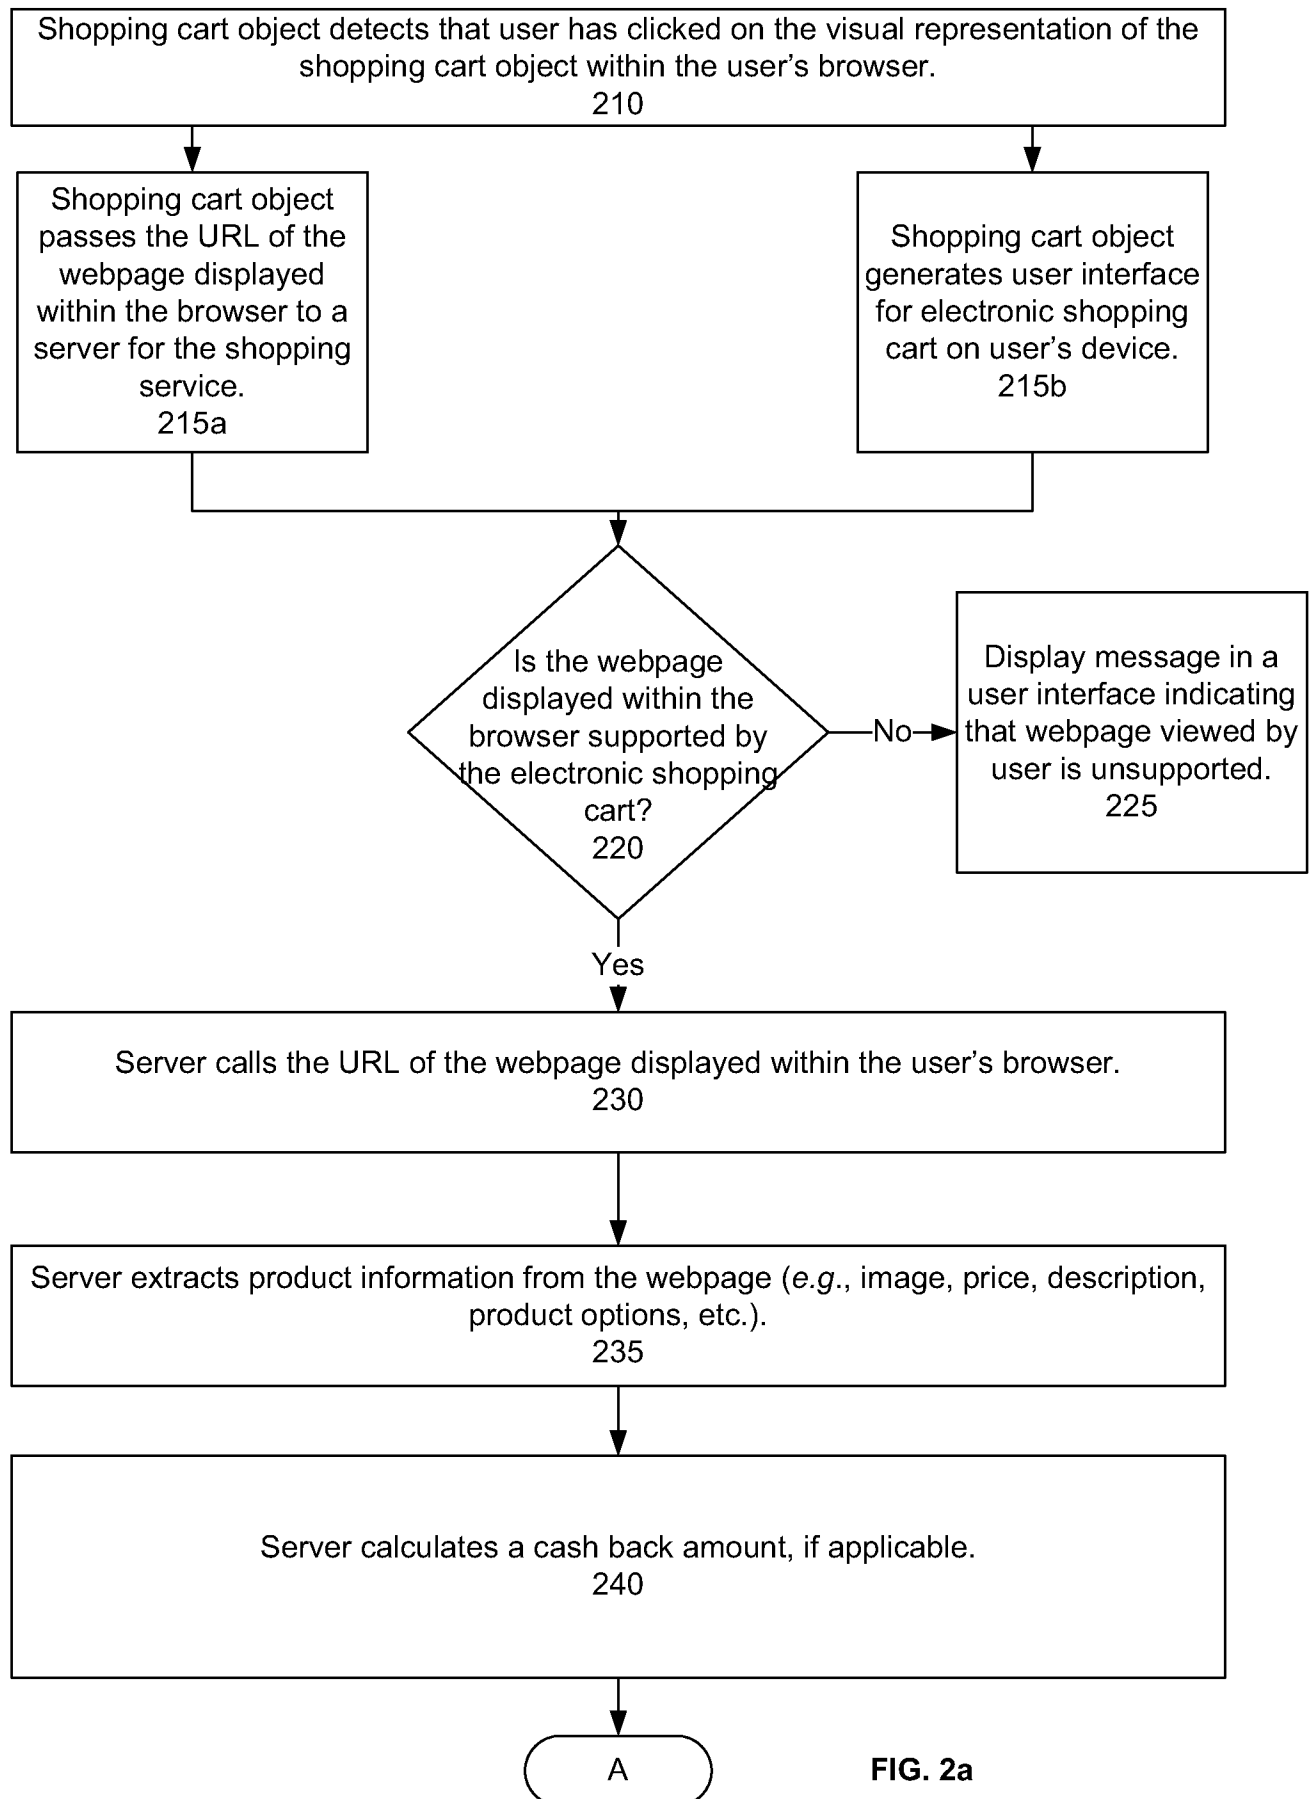 Shopping cart object detects that user has clicked on the visual representation of the
shopping cart object within the user's browser.
210
Shopping cart object
passes the URL of the
webpage displayed
within the browser to a
server for the shopping
service.
215a
Shopping cart object
generates user interface
for electronic shopping
cart on user's device.
215b
Is the webpage
displayed within the
browser supported by
the electronic shopping
cart?
220
No
Display message in a
user interface indicating
that webpage viewed by
user is unsupported.
225
Yes
Server calls the URL of the webpage displayed within the user's browser.
230
Server extracts product information from the webpage (e.g., image, price, description,
product options, etc.).
235
Server calculates a cash back amount, if applicable.
240
A
FIG. 2a